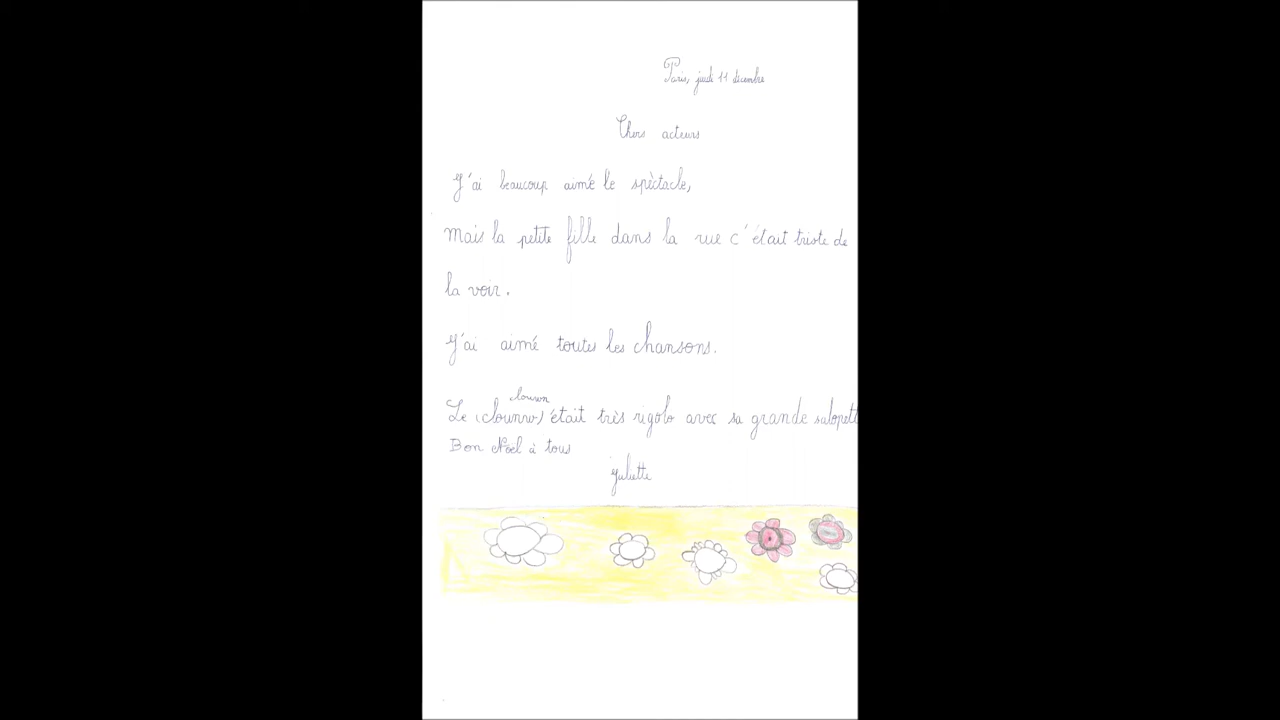 Paris, jeudi 11 décembre
Chers acteurs
J'ai beaucoup aimé le spèctacle,
mais la petite fille dans la rue c'était triste de
la voir.
J'ai aimé toutes les chansons.
clouwn
Le (clounw) était très rigolo avec sa grande salopett
Bon Noël à tous
juliette